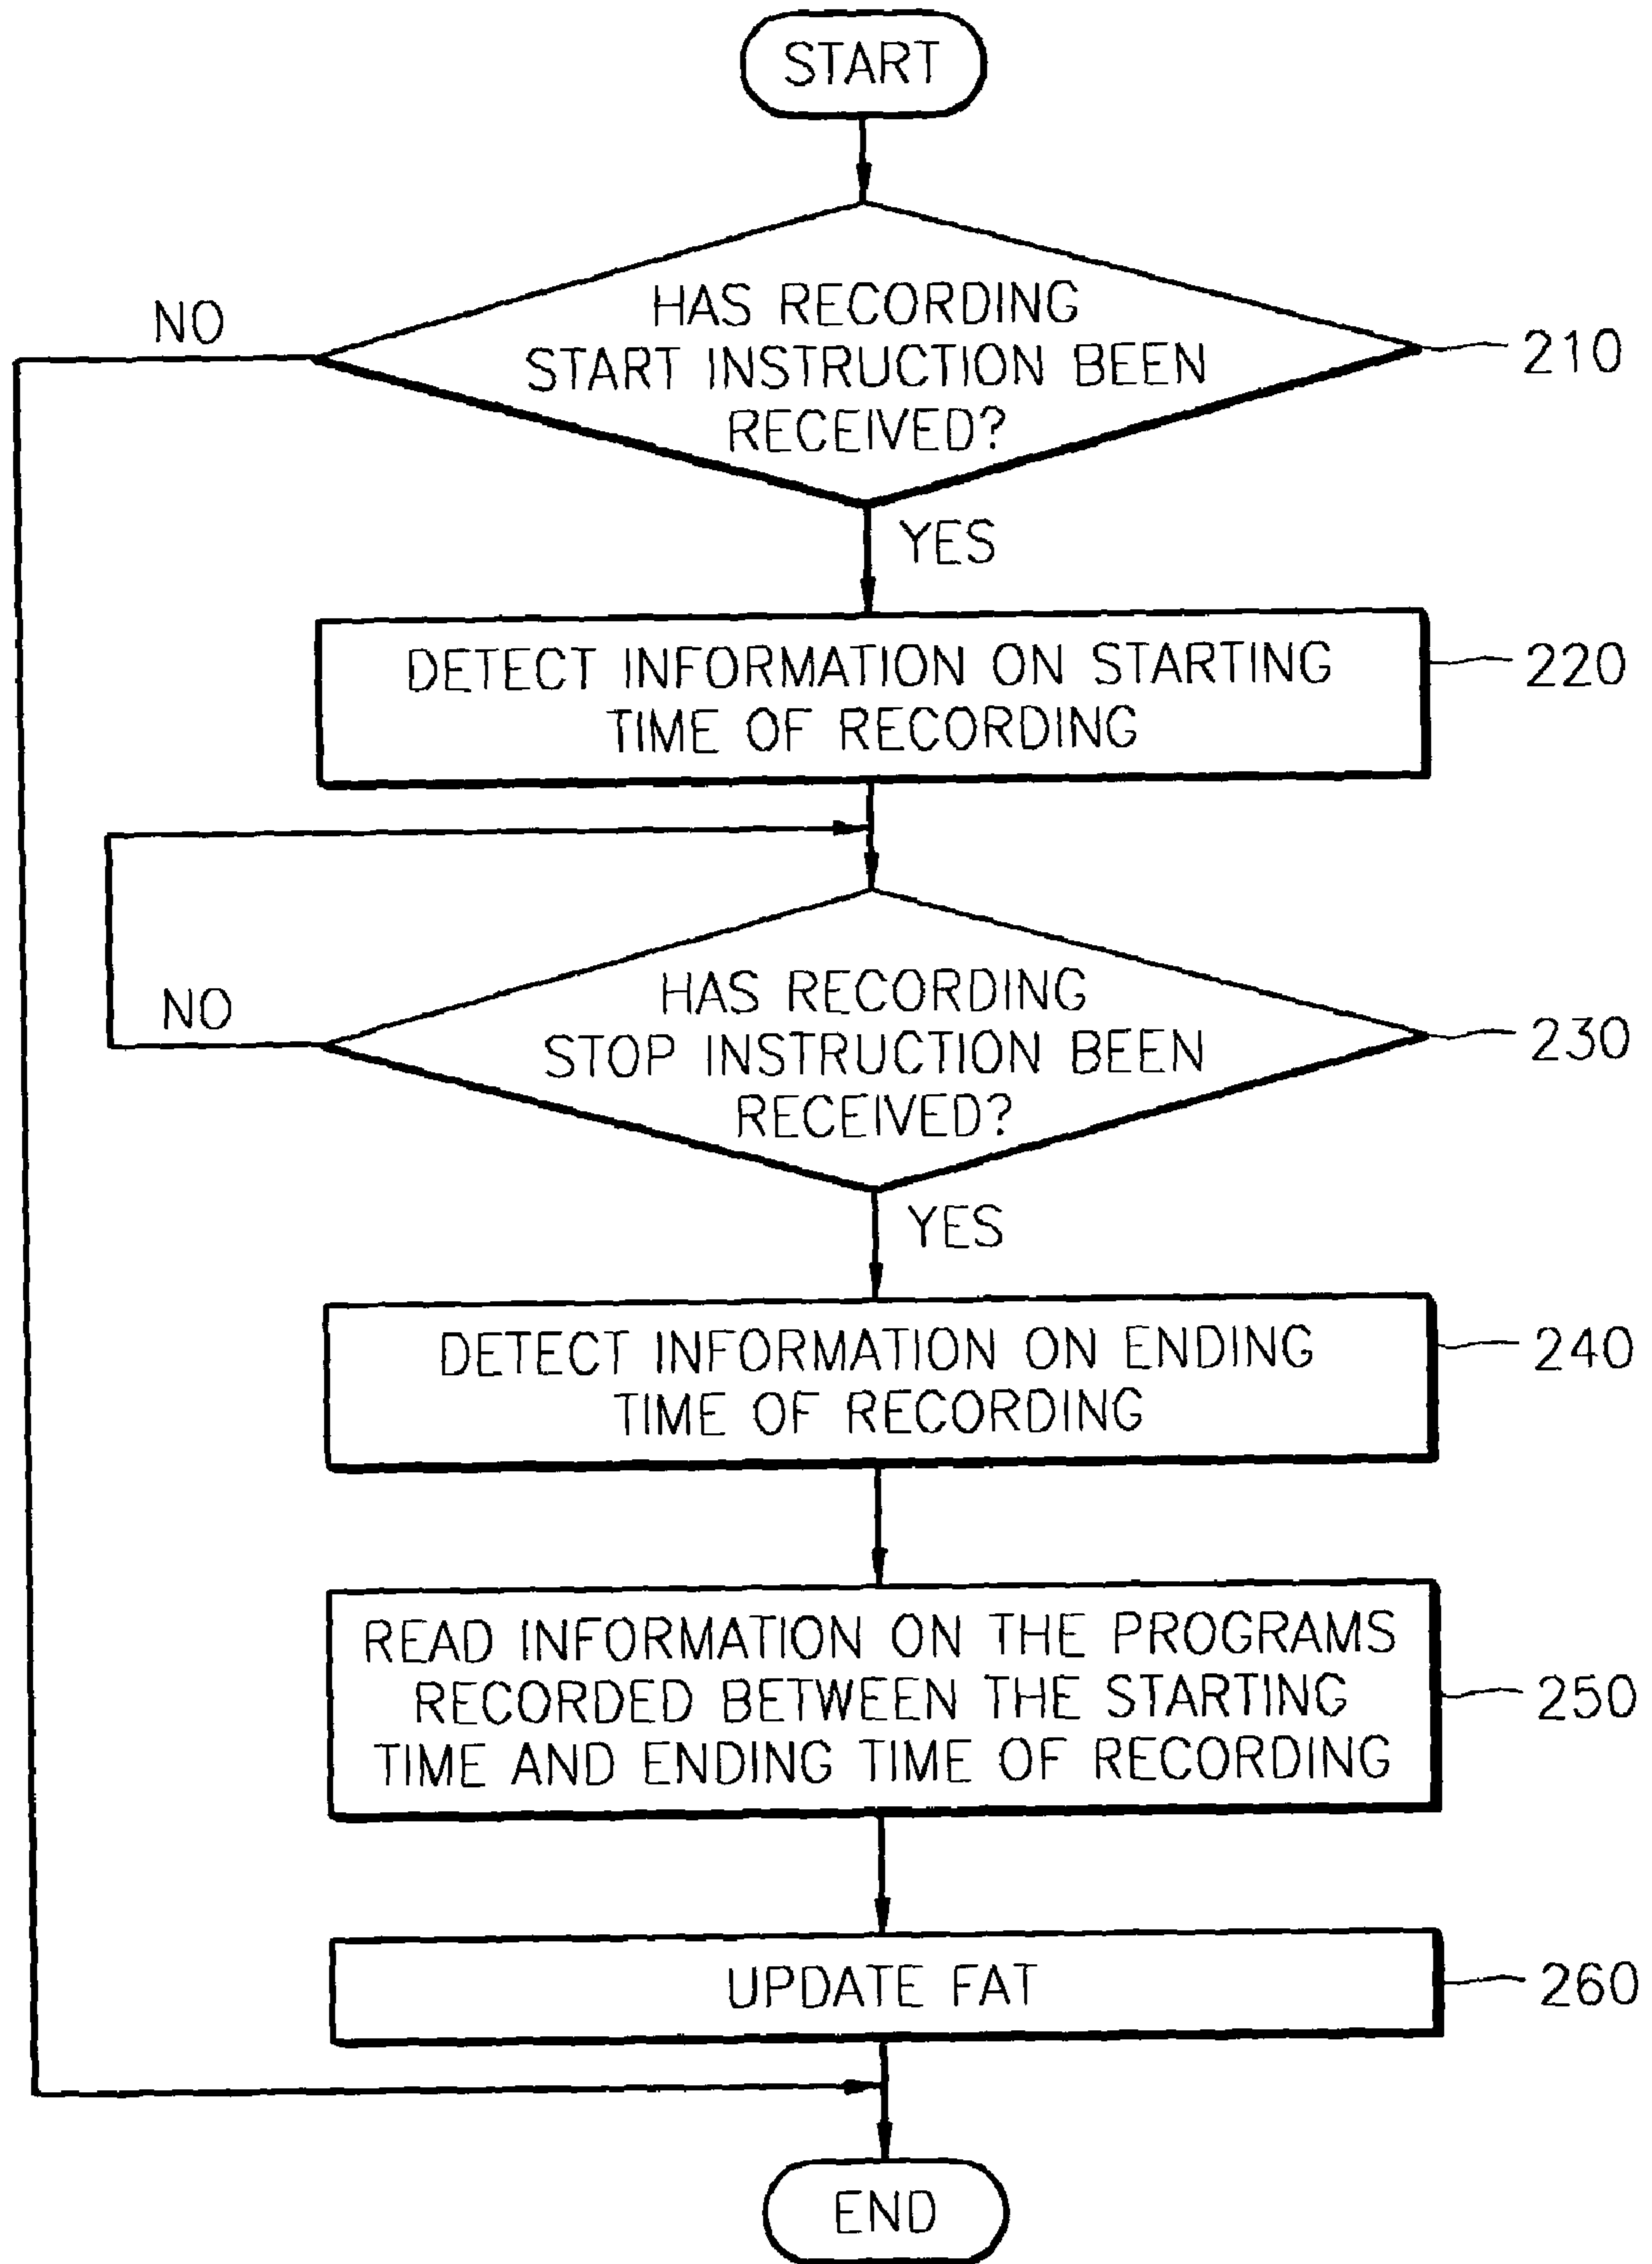 START
HAS RECORDING
START INSTRUCTION BEEN
RECEIVED?
210
NO
YES
DETECT INFORMATION ON STARTING
TIME OF RECORDING
220
HAS RECORDING
STOP INSTRUCTION BEEN
RECEIVED?
230
NO
YES
DETECT INFORMATION ON ENDING
TIME OF RECORDING
240
READ INFORMATION ON THE PROGRAMS
RECORDED BETWEEN THE STARTING
TIME AND ENDING TIME OF RECORDING
250
UPDATE FAT
260
END